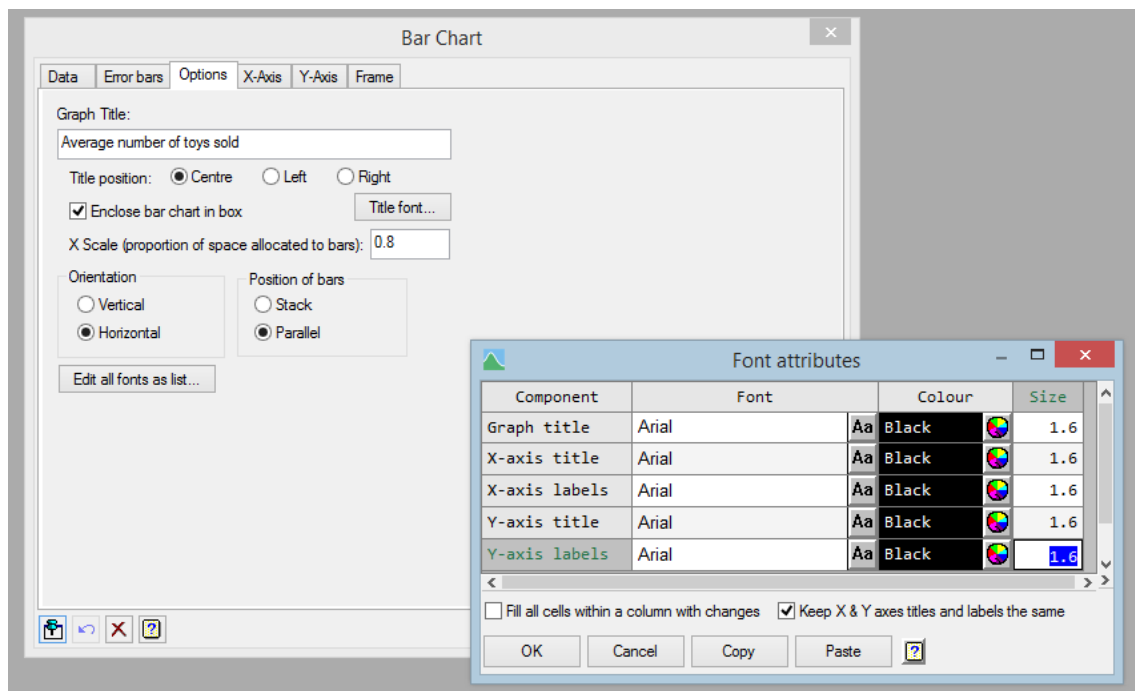 Bar Chart
Data Error bars Options X-Axis Y-Axis Frame
Graph Title:
Average number of toys sold
Title position: Centre Left Right
Enclose bar chart in box Title font...
X Scale (proportion of space allocated to bars): 0.8
Orientation Position of bars
Vertical Stack
Horizontal Parallel
Edit all fonts as list...
Font attributes
Component Font Colour Size
Graph title Arial Aa Black 1.6
X-axis title Arial Aa Black 1.6
X-axis labels Arial Aa Black 1.6
Y-axis title Arial Aa Black 1.6
Y-axis labels Arial Aa Black 1.6
Fill all cells within a column with changes Keep X & Y axes titles and labels the same
OK Cancel Copy Paste ?
?